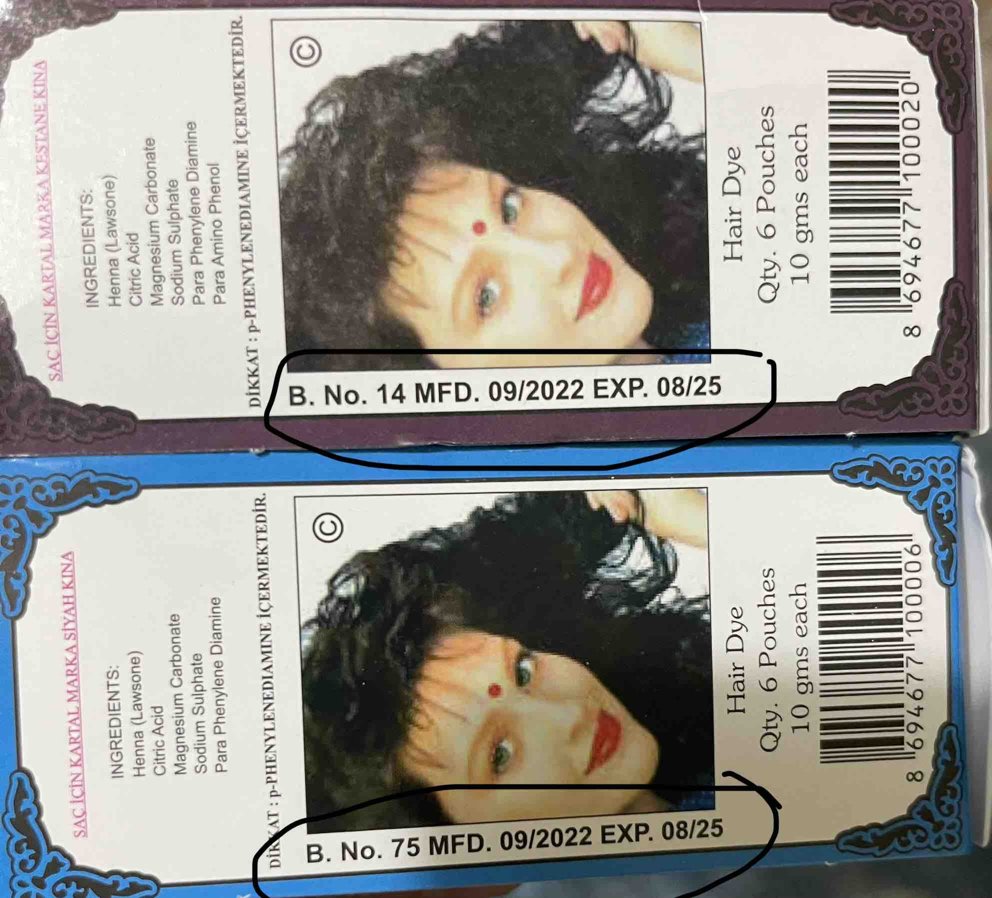 SAÇ İÇİN KARTAL MARKA KESTANE KINA
INGREDIENTS:
Henna (Lawsone)
Citric Acid
Magnesium Carbonate
Sodium Sulphate
Para Phenylene Diamine
Para Amino Phenol
DİKKAT : p-PHENYLENEDIAMINE İÇERMEKTEDİR.
©
B. No. 14 MFD. 09/2022 EXP. 08/25
Hair Dye
Qty. 6 Pouches
10 gms each
8 694677 100020
SAÇ İÇİN KARTAL MARKA SİYAH KINA
INGREDIENTS:
Henna (Lawsone)
Citric Acid
Magnesium Carbonate
Sodium Sulphate
Para Phenylene Diamine
DİKKAT : p-PHENYLENEDIAMINE İÇERMEKTEDİR.
©
B. No. 75 MFD. 09/2022 EXP. 08/25
Hair Dye
Qty. 6 Pouches
10 gms each
8 694677 100006